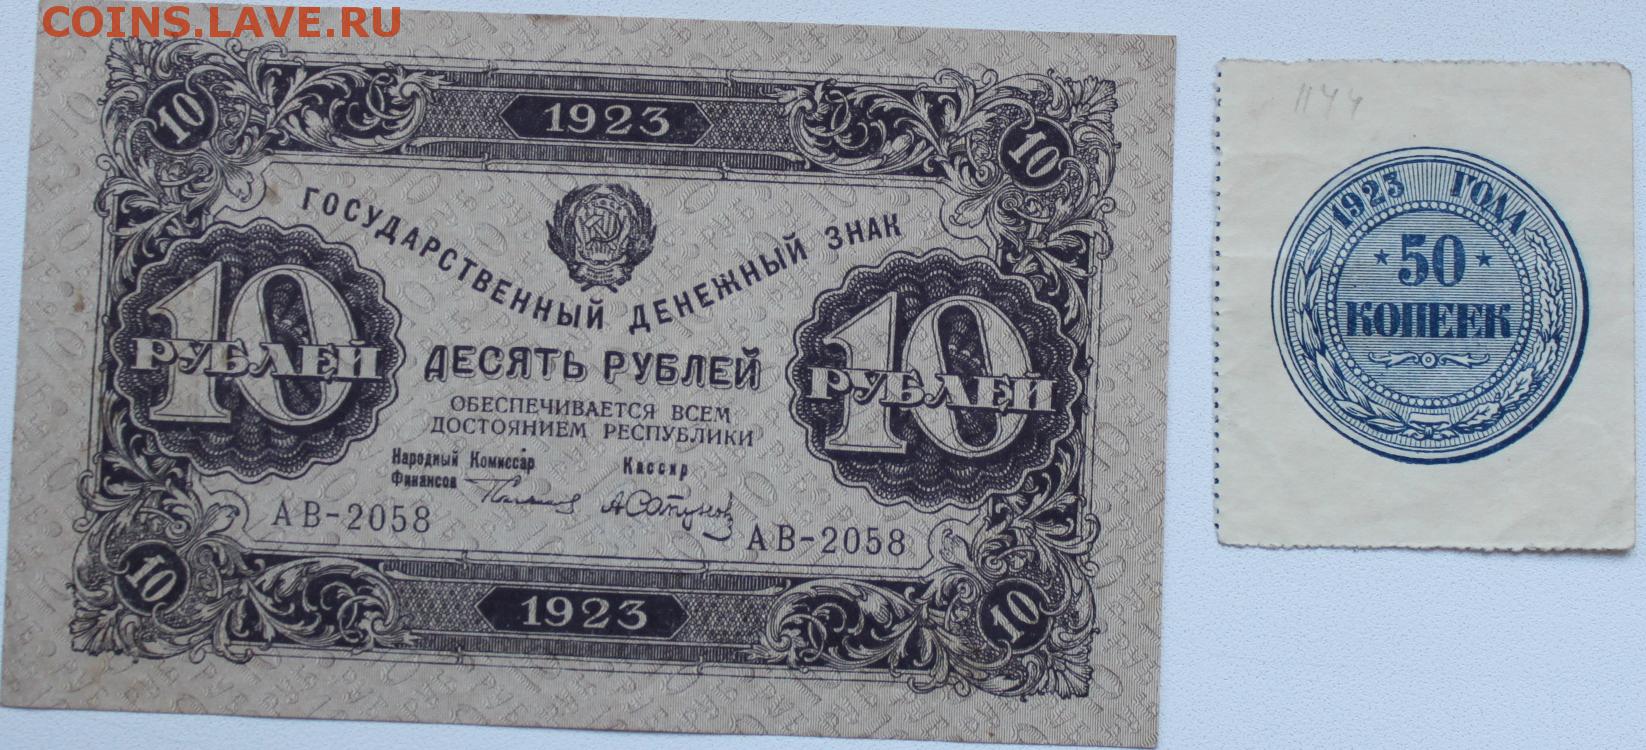 COINS.LAVE.RU
10
1923
10
ГОСУДАРСТВЕННЫЙ ДЕНЕЖНЫЙ ЗНАК
10
РУБЛЕЙ
ДЕСЯТЬ РУБЛЕЙ
10
РУБЛЕЙ
ОБЕСПЕЧИВАЕТСЯ ВСЕМ
ДОСТОЯНИЕМ РЕСПУБЛИКИ
Народный Комиссар
Финансов
Кассир
АВ-2058
АВ-2058
10
1923
10
1144
1923 ГОДА
50
КОПЕЕК